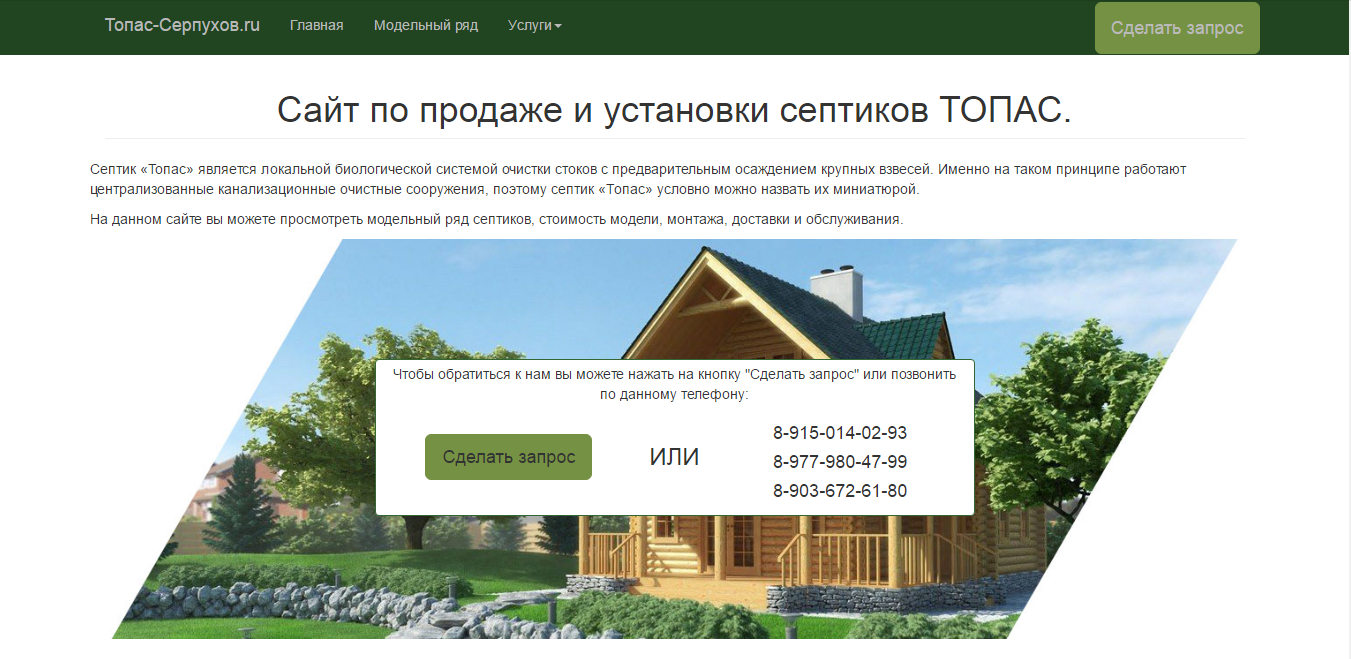 Топас-Серпухов.ru Главная Модельный ряд Услуги Сделать запрос
Сайт по продаже и установки септиков ТОПАС.
Септик «Топас» является локальной биологической системой очистки стоков с предварительным осаждением крупных взвесей. Именно на таком принципе работают
централизованные канализационные очистные сооружения, поэтому септик «Топас» условно можно назвать их миниатюрой.
На данном сайте вы можете просмотреть модельный ряд септиков, стоимость модели, монтажа, доставки и обслуживания.
Чтобы обратиться к нам вы можете нажать на кнопку "Сделать запрос" или позвонить
по данному телефону:
Сделать запрос
ИЛИ
8-915-014-02-93
8-977-980-47-99
8-903-672-61-80